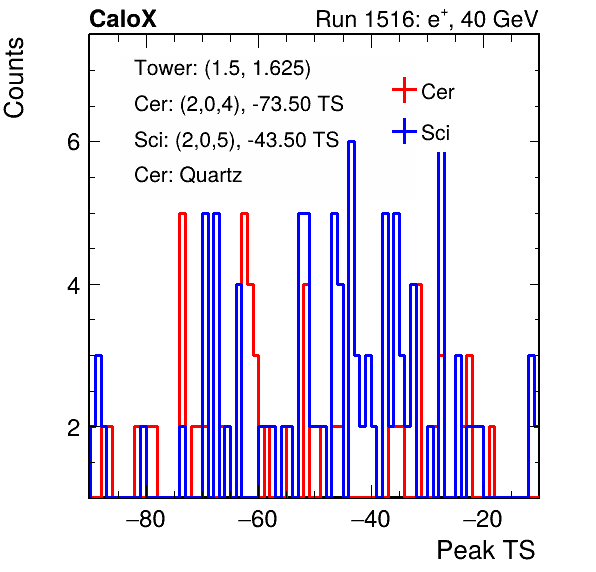 CaloX Run 1516: e⁺, 40 GeV
Counts
Tower: (1.5, 1.625)
Cer: (2,0,4), -73.50 TS
Sci: (2,0,5), -43.50 TS
Cer: Quartz
Cer
Sci
6
4
2
−80 −60 −40 −20
Peak TS